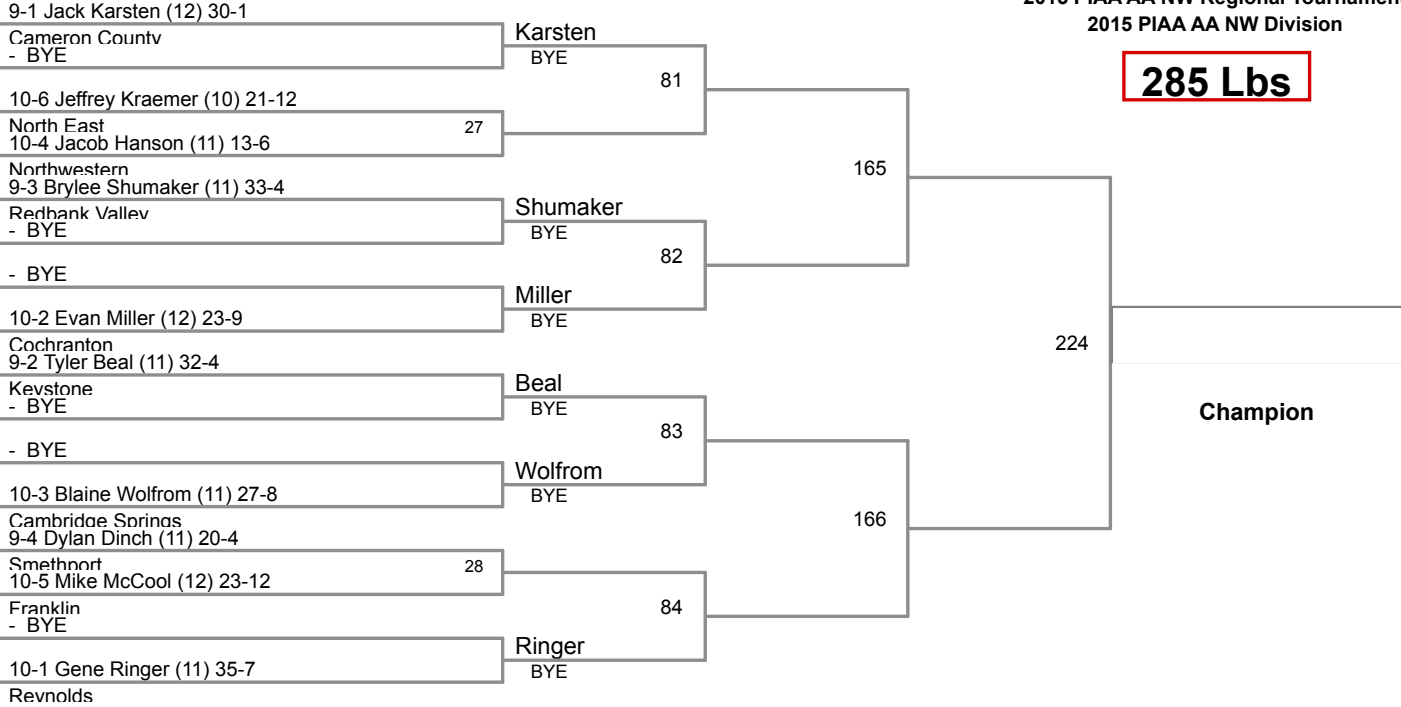 2015 PIAA AA NW Regional Tournament
2015 PIAA AA NW Division
285 Lbs
9-1 Jack Karsten (12) 30-1
Cameron County
- BYE
10-6 Jeffrey Kraemer (10) 21-12
North East
10-4 Jacob Hanson (11) 13-6
Northwestern
9-3 Brylee Shumaker (11) 33-4
Redbank Valley
- BYE
- BYE
10-2 Evan Miller (12) 23-9
Cochranton
9-2 Tyler Beal (11) 32-4
Keystone
- BYE
- BYE
10-3 Blaine Wolfrom (11) 27-8
Cambridge Springs
9-4 Dylan Dinch (11) 20-4
Smethport
10-5 Mike McCool (12) 23-12
Franklin
- BYE
10-1 Gene Ringer (11) 35-7
Reynolds
27
28
Karsten
BYE
Shumaker
BYE
Miller
BYE
Beal
BYE
Wolfrom
BYE
Ringer
BYE
81
82
83
84
165
166
224
Champion